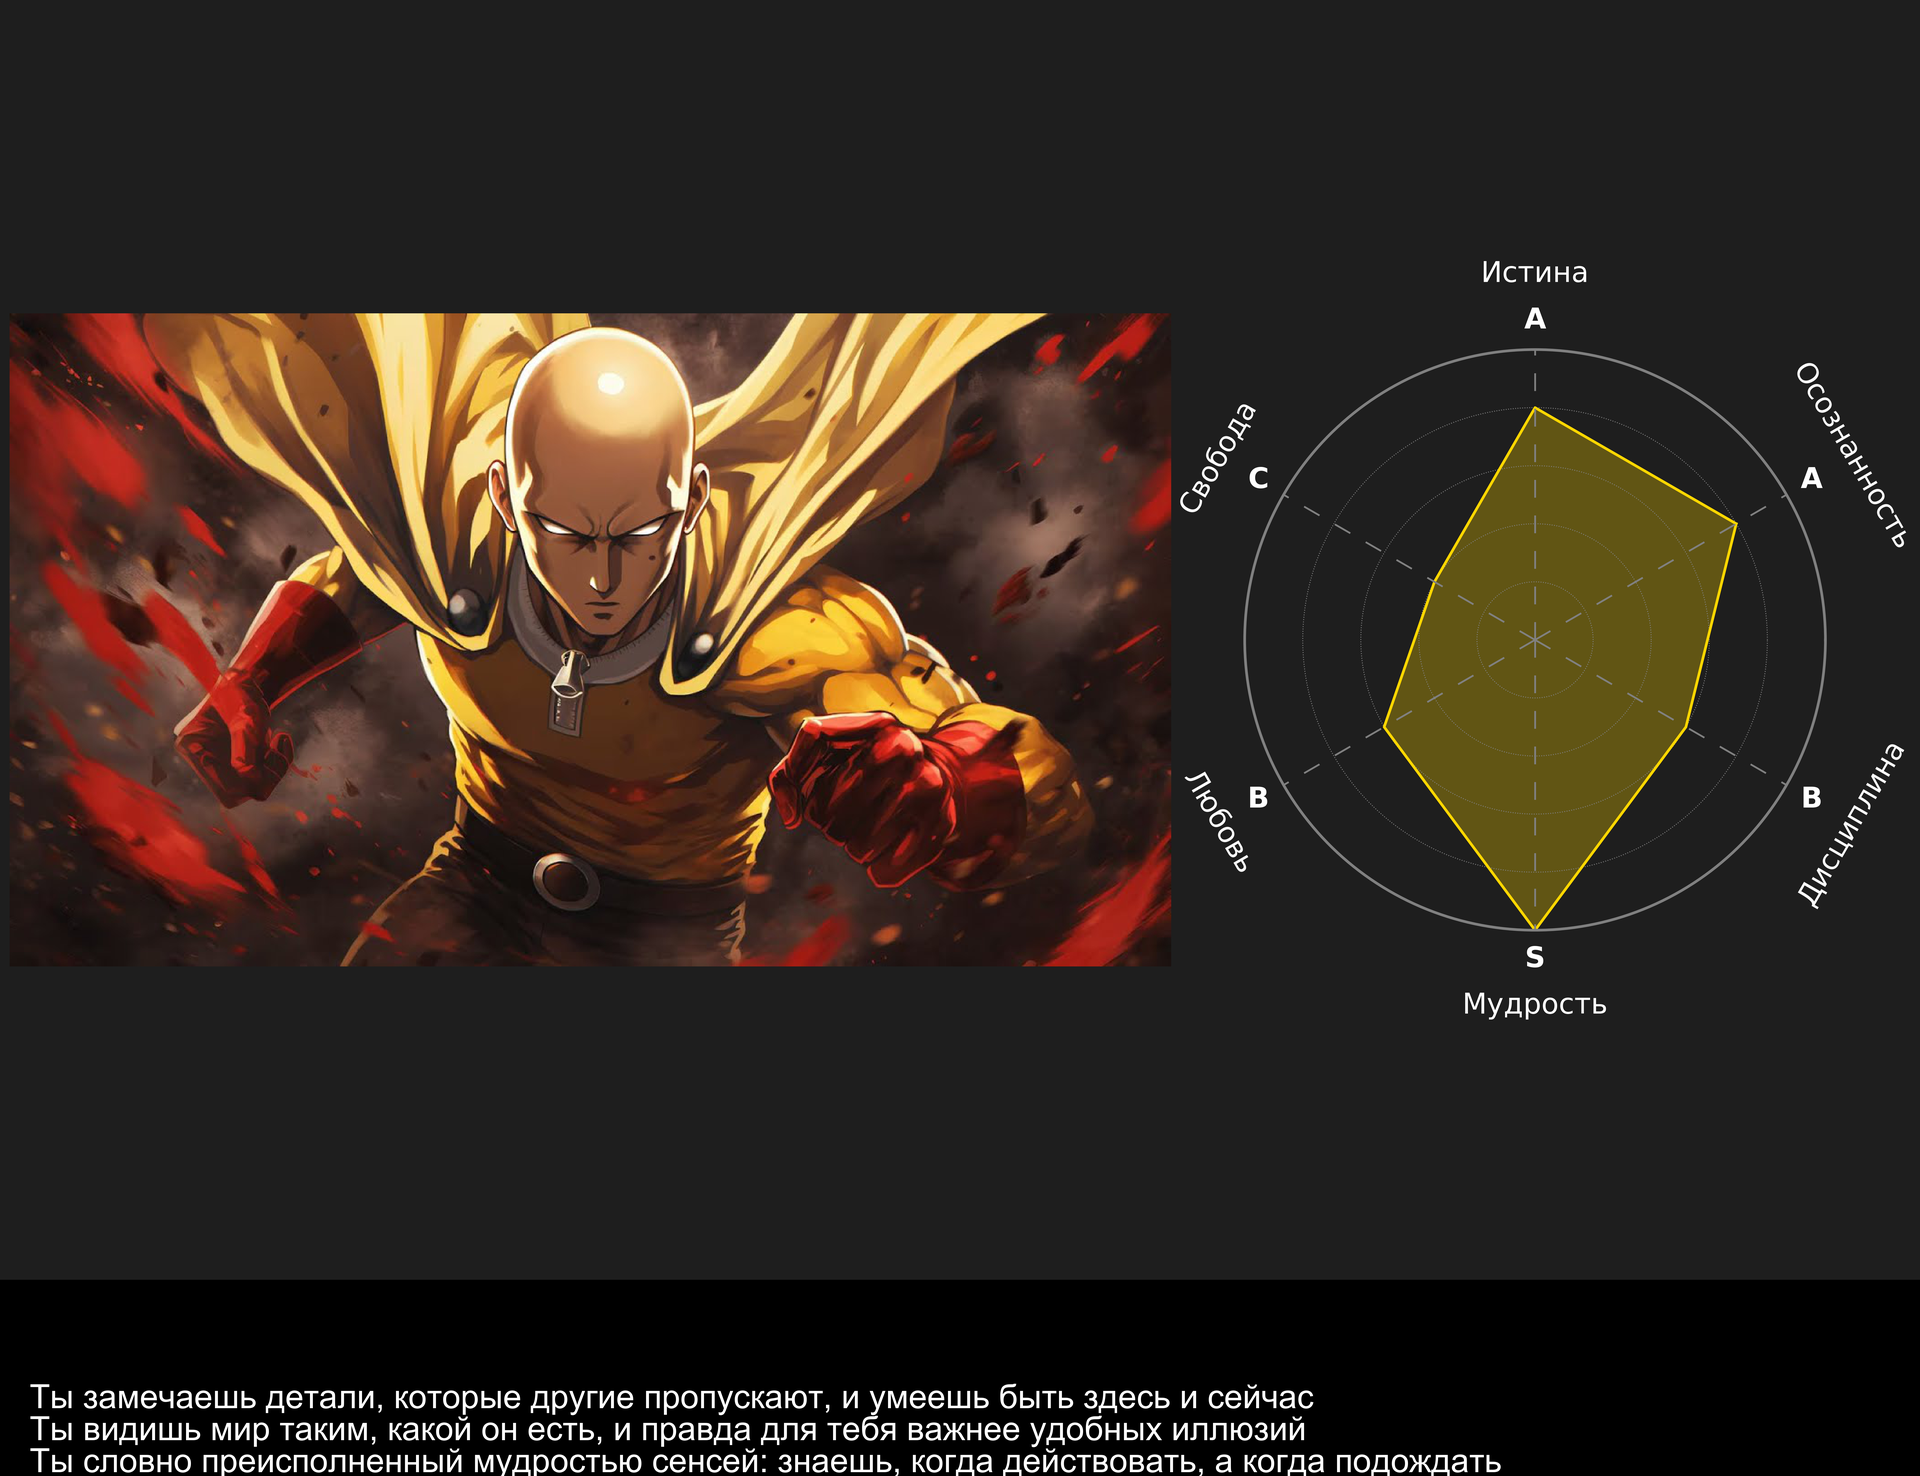 Истина
A
Осознанность
A
Свобода
C
Дисциплина
B
Любовь
B
S
Мудрость
Ты замечаешь детали, которые другие пропускают, и умеешь быть здесь и сейчас
Ты видишь мир таким, какой он есть, и правда для тебя важнее удобных иллюзий
Ты словно преисполненный мудростью сенсей: знаешь, когда действовать, а когда подождать